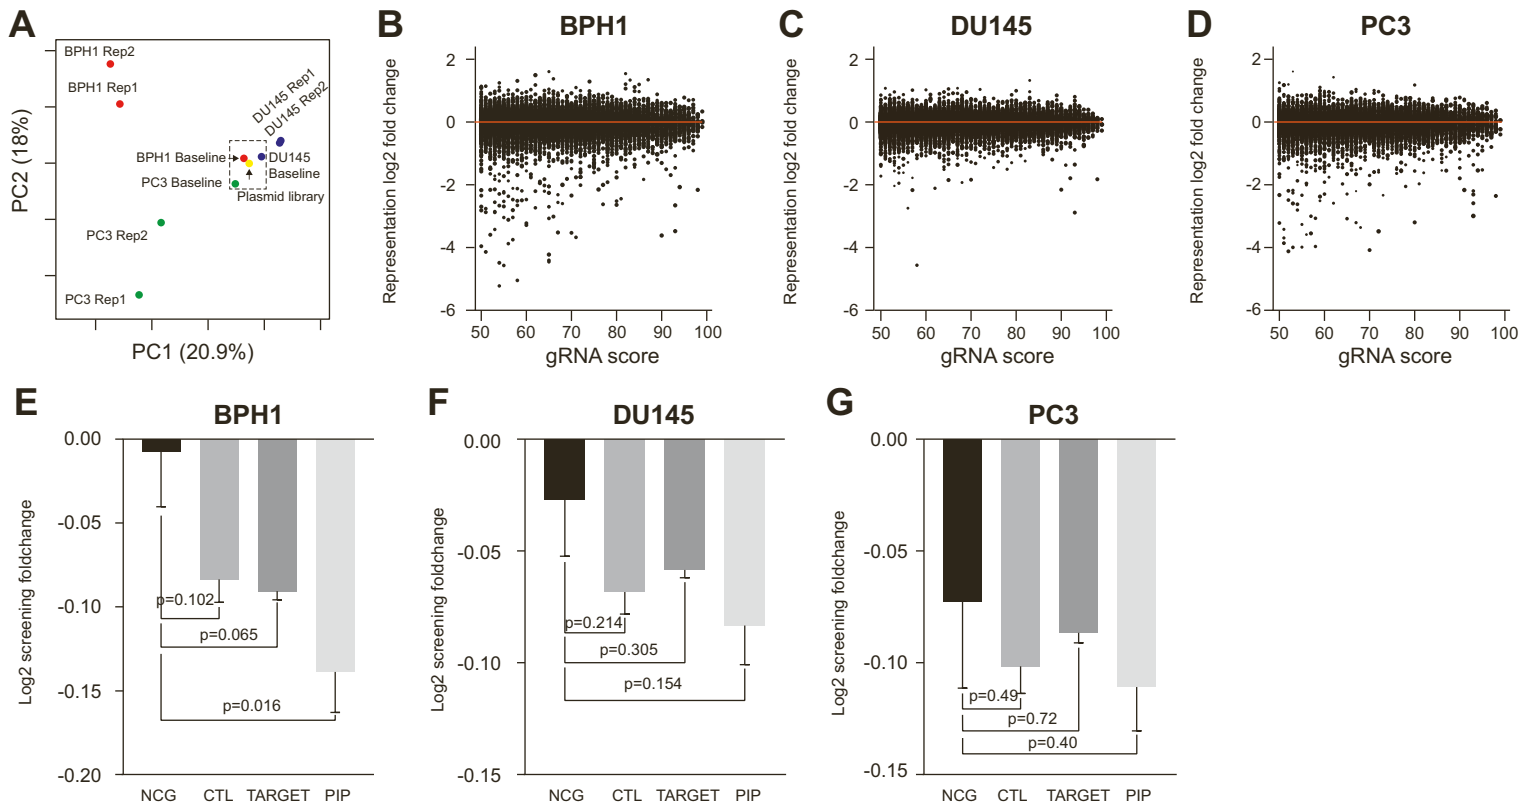 A
BPH1 Rep2
BPH1 Rep1
DU145 Rep1
DU145 Rep2
BPH1 Baseline
DU145
Baseline
PC3 Baseline
Plasmid library
PC3 Rep2
PC3 Rep1
PC2 (18%)
PC1 (20.9%)
B
BPH1
Representation log2 fold change
2
0
-2
-4
-6
50 60 70 80 90 100
gRNA score
C
DU145
Representation log2 fold change
2
0
-2
-4
-6
50 60 70 80 90 100
gRNA score
D
PC3
Representation log2 fold change
2
0
-2
-4
-6
50 60 70 80 90 100
gRNA score
E
BPH1
Log2 screening foldchange
0.00
-0.05
-0.10
-0.15
-0.20
p=0.102
p=0.065
p=0.016
NCG CTL TARGET PIP
F
DU145
Log2 screening foldchange
0.00
-0.05
-0.10
-0.15
p=0.214
p=0.305
p=0.154
NCG CTL TARGET PIP
G
PC3
Log2 screening foldchange
0.00
-0.05
-0.10
-0.15
p=0.49
p=0.72
p=0.40
NCG CTL TARGET PIP